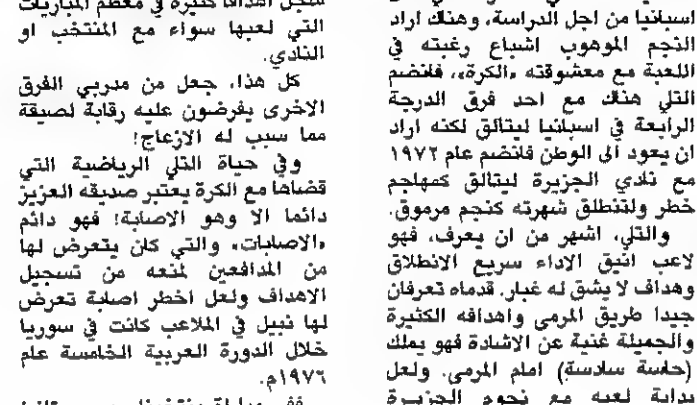 اسبانيا من اجل الدراسة، وهناك اراد
النجم الموهوب اشباع رغبته في
اللعبة مع معشوقته «الكرة»، فانضم
التلي هناك مع احد فرق الدرجة
الرابعة في اسبانيا ليتالق لكنه اراد
ان يعود الى الوطن فانضم عام ١٩٧٢
مع نادي الجزيرة ليتالق كمهاجم
خطر ولتنطلق شهرته كنجم مرموق.
والتلي، اشهر من ان يعرف، فهو
لاعب انيق الاداء سريع الانطلاق
وهداف لا يشق له غبار. قدماه تعرفان
جيدا طريق المرمى واهدافه الكثيرة
والجميلة غنية عن الاشادة فهو يملك
(حاسة سادسة) امام المرمى. ولعل
بداية لعبه مع نجوم الجزيرة
سجل اهدافا كثيرة في معظم المباريات
التي لعبها سواء مع المنتخب او
النادي.
كل هذا، جعل من مدربي الفرق
الاخرى يفرضون عليه رقابة لصيقة
مما سبب له الازعاج!
وفي حياة التلي الرياضية التي
قضاها مع الكرة يعتبر صديقه العزيز
دائما الا وهو الاصابة! فهو دائم
«الاصابات» والتي كان يتعرض لها
من المدافعين لمنعه من تسجيل
الاهداف ولعل اخطر اصابة تعرض
لها نبيل في الملاعب كانت في سوريا
خلال الدورة العربية الخامسة عام
١٩٧٦م.